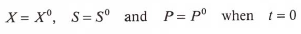 X = X⁰, S = S⁰ and P = P⁰ when t = 0